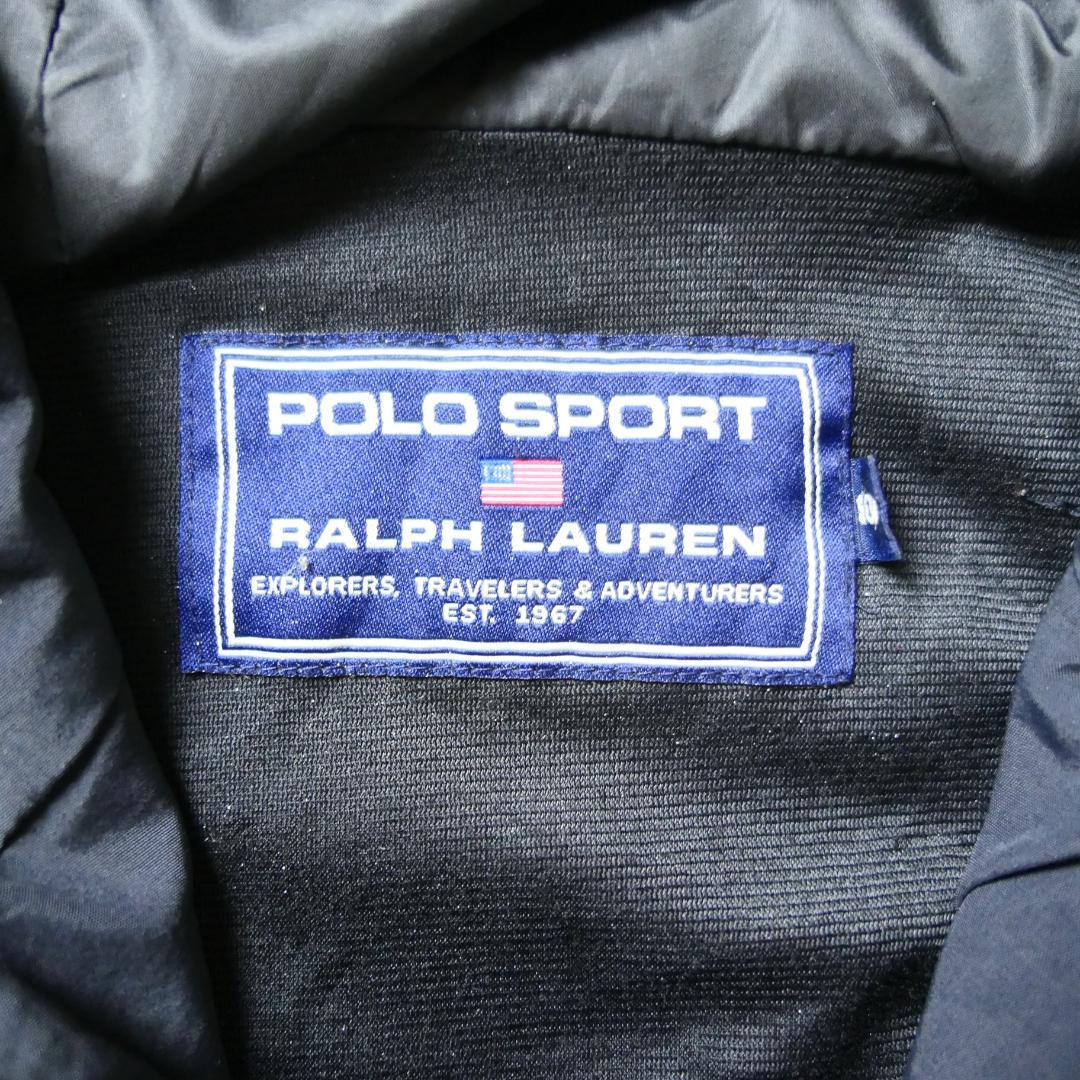 POLO SPORT
RALPH LAUREN
EXPLORERS, TRAVELERS & ADVENTURERS
EST. 1967